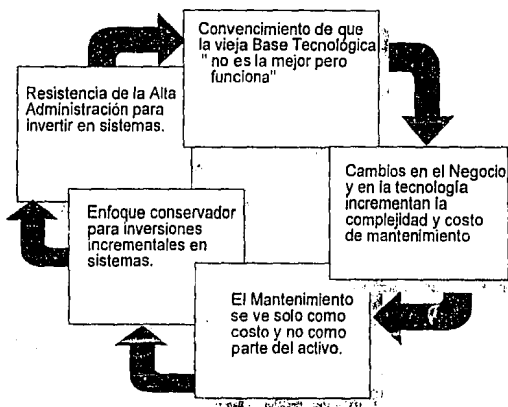 Convencimiento de que
la vieja Base Tecnológica
" no es la mejor pero
funciona"
Resistencia de la Alta
Administración para
invertir en sistemas.
Cambios en el Negocio
y en la tecnología
incrementan la
complejidad y costo
de mantenimiento
Enfoque conservador
para inversiones
incrementales en
sistemas.
El Mantenimiento
se ve solo como
costo y no como
parte del activo.